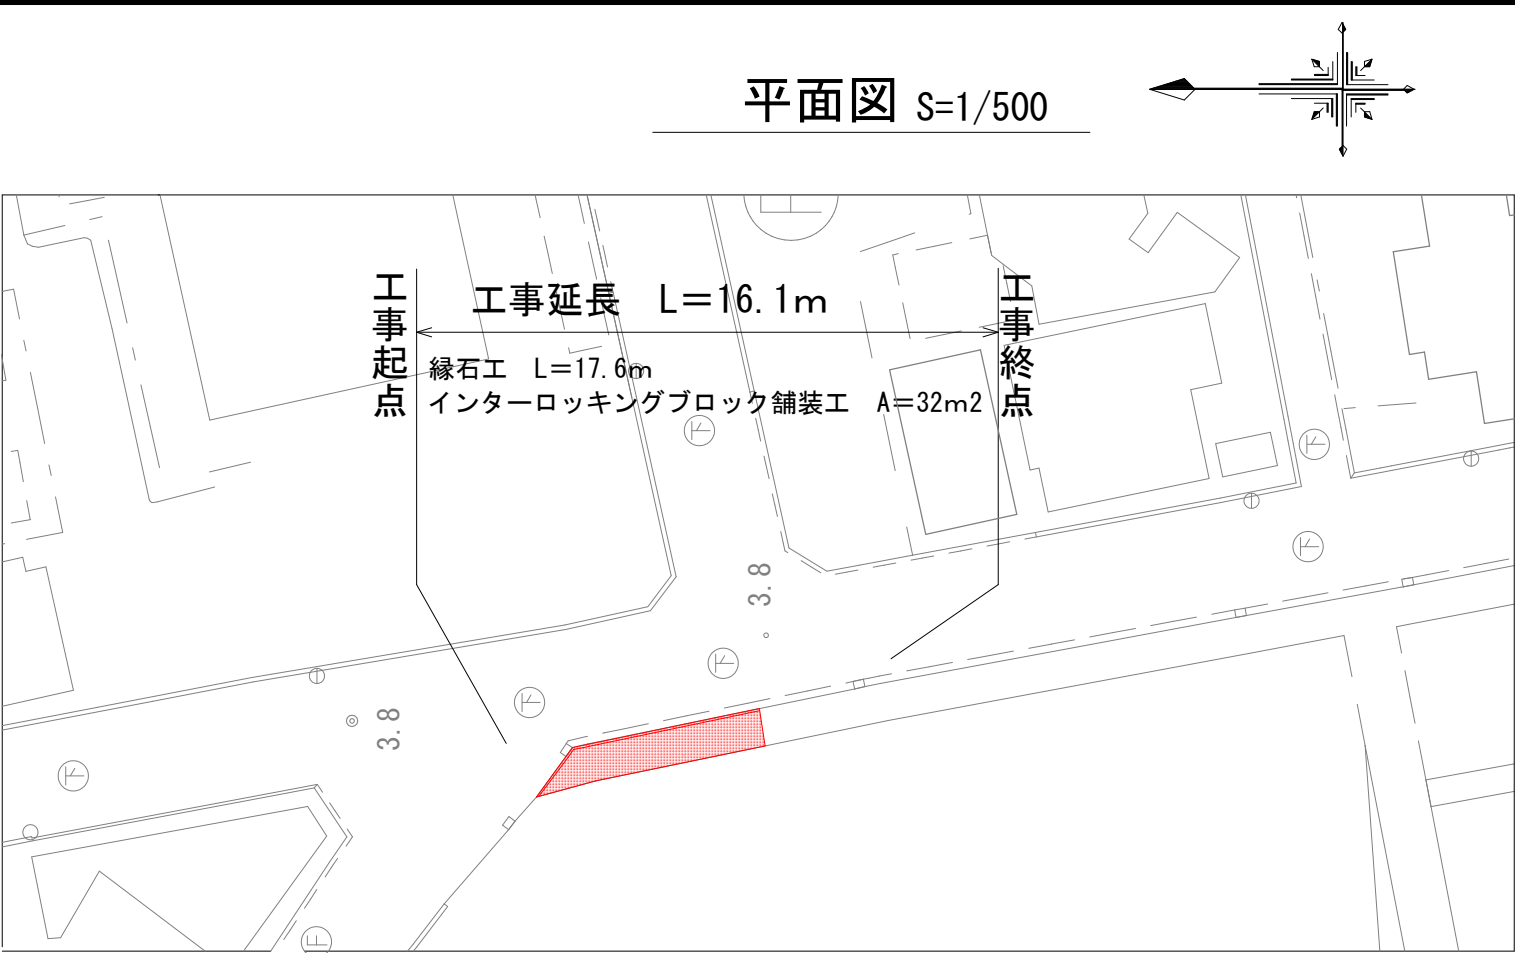 平面図 S=1/500
工事起点
工事延長 L=16.1m
工事終点
縁石工 L=17.6m
インターロッキングブロック舗装工 A=32m2
3.8
3.8